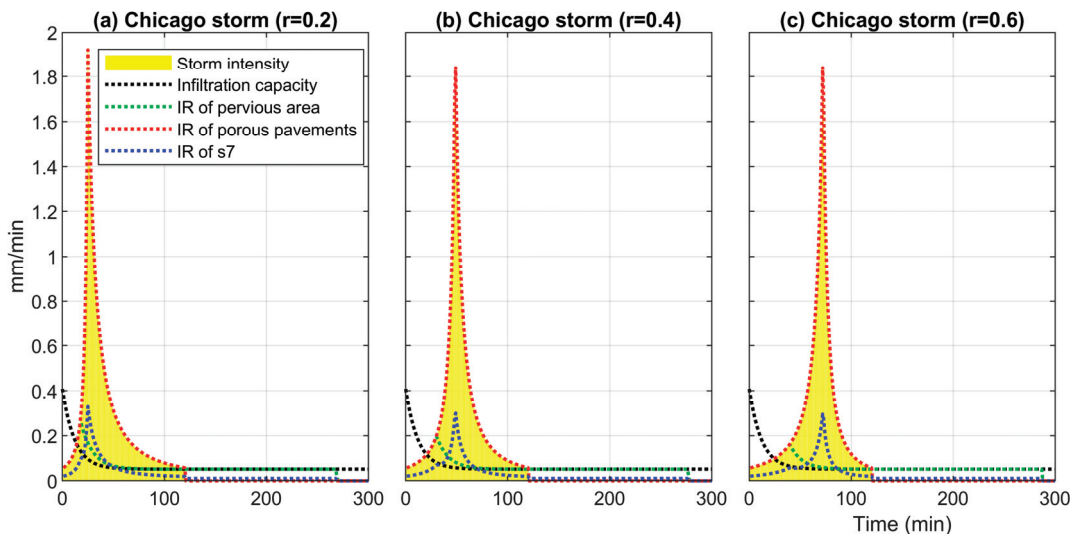 (a) Chicago storm (r=0.2)
(b) Chicago storm (r=0.4)
(c) Chicago storm (r=0.6)
mm/min
2
1.8
1.6
1.4
1.2
1
0.8
0.6
0.4
0.2
0
Storm intensity
Infiltration capacity
IR of pervious area
IR of porous pavements
IR of s7
0 100 200 300
0 100 200 300
0 100 200 300
Time (min)